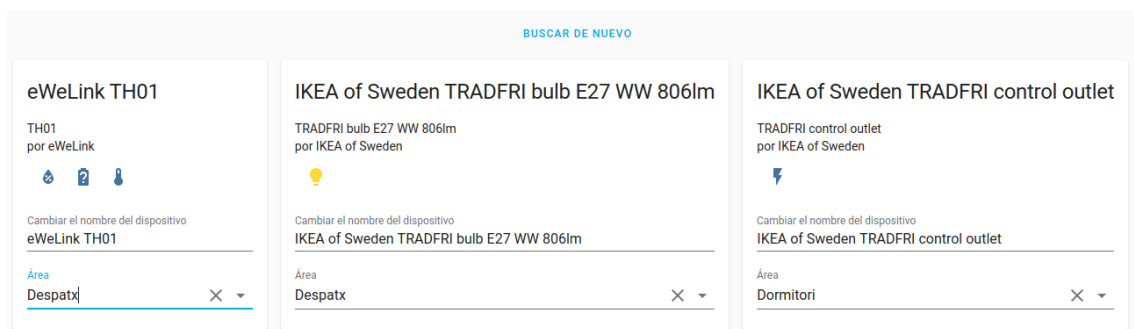 BUSCAR DE NUEVO
eWeLink TH01
TH01
por eWeLink
Cambiar el nombre del dispositivo
eWeLink TH01
Área
Despatx
IKEA of Sweden TRADFRI bulb E27 WW 806lm
TRADFRI bulb E27 WW 806lm
por IKEA of Sweden
Cambiar el nombre del dispositivo
IKEA of Sweden TRADFRI bulb E27 WW 806lm
Área
Despatx
IKEA of Sweden TRADFRI control outlet
TRADFRI control outlet
por IKEA of Sweden
Cambiar el nombre del dispositivo
IKEA of Sweden TRADFRI control outlet
Área
Dormitori